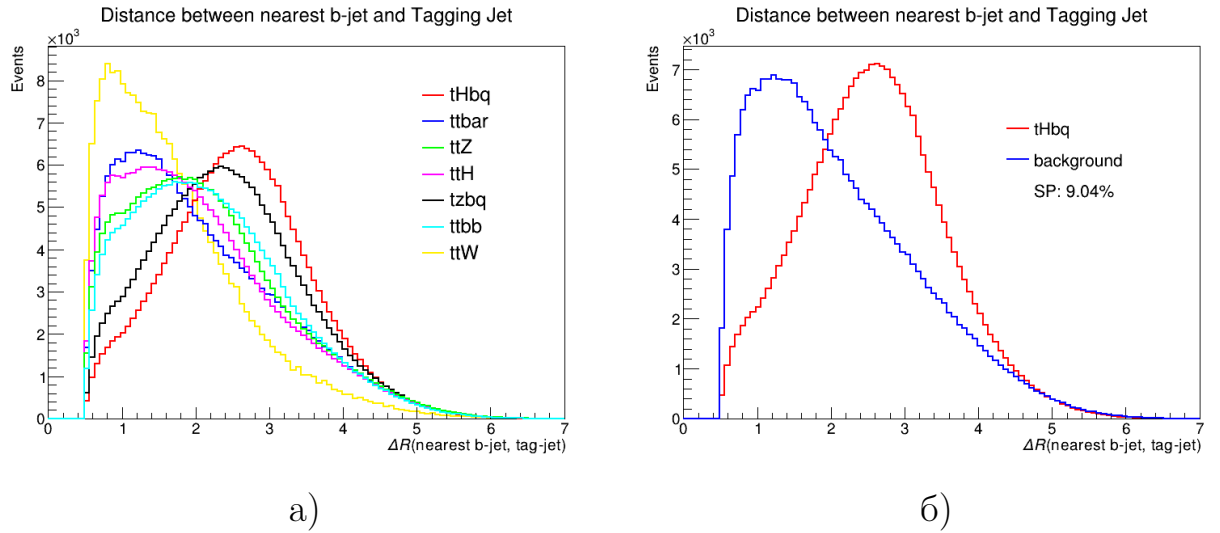 Distance between nearest b-jet and Tagging Jet
×10³
Events
8
7
6
5
4
3
2
1
0
tHbq
ttbar
ttZ
ttH
tzbq
ttbb
ttW
0 1 2 3 4 5 6 7
ΔR(nearest b-jet, tag-jet)
а)
Distance between nearest b-jet and Tagging Jet
×10³
Events
7
6
5
4
3
2
1
0
tHbq
background
SP: 9.04%
0 1 2 3 4 5 6 7
ΔR(nearest b-jet, tag-jet)
б)